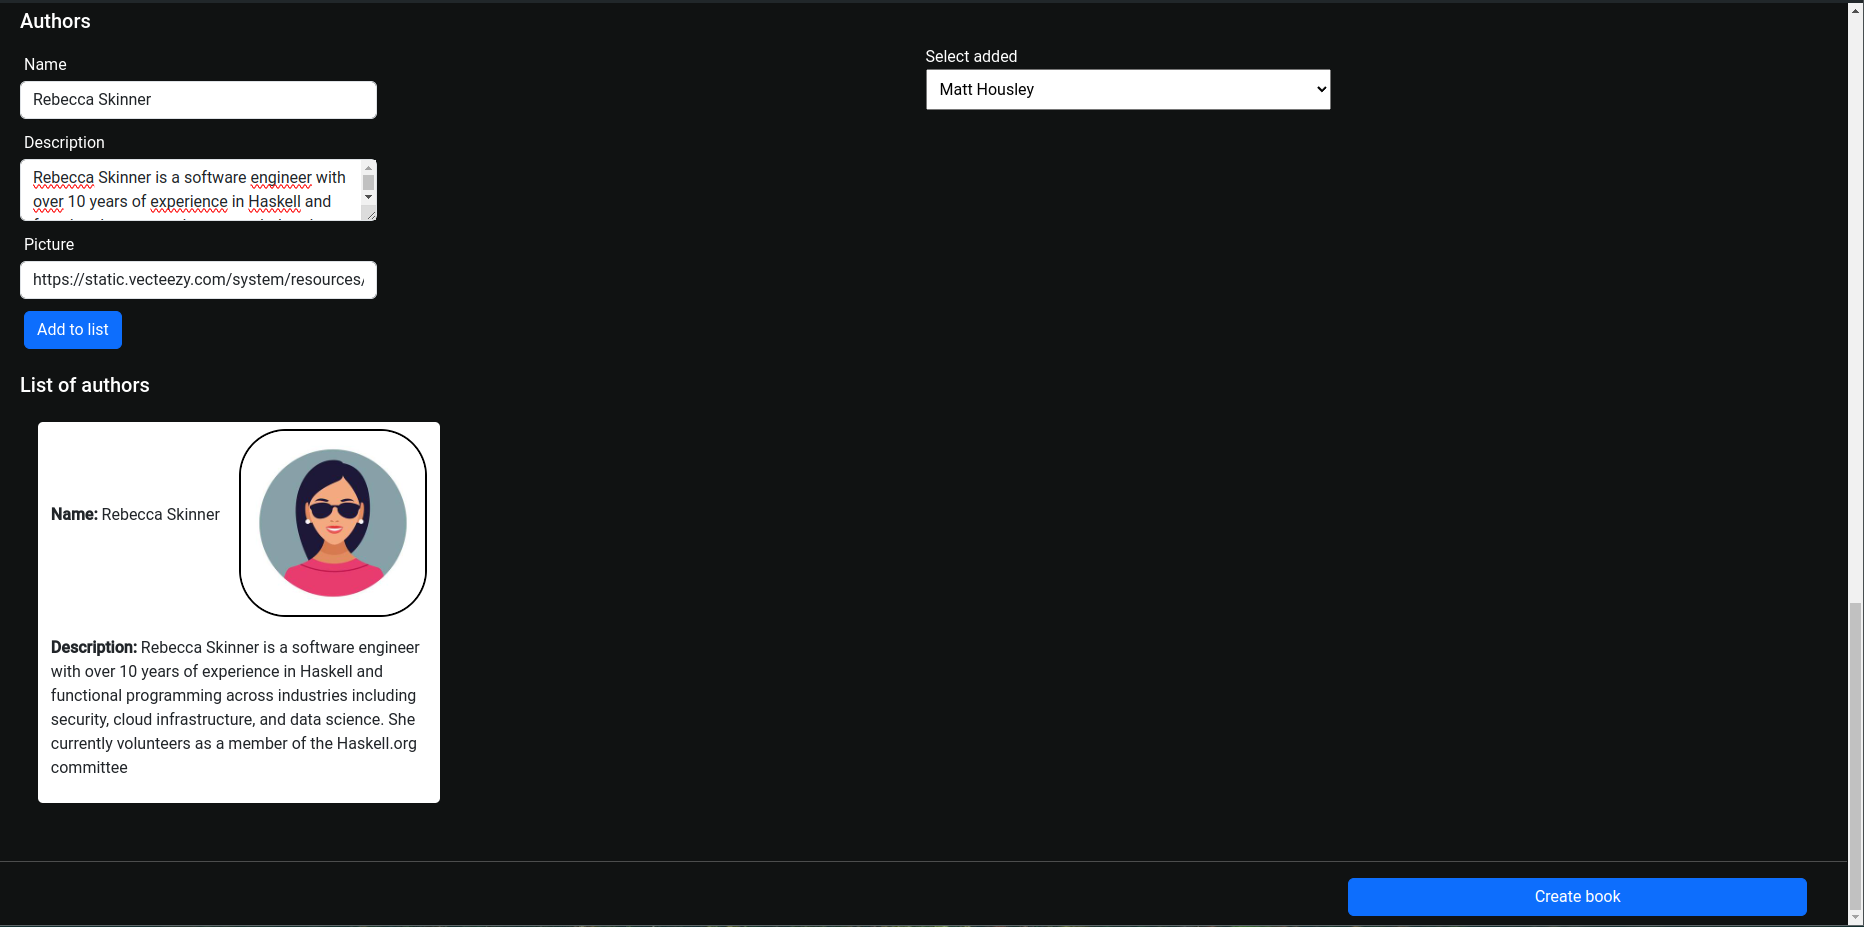 Authors
Name
Rebecca Skinner
Description
Rebecca Skinner is a software engineer with
over 10 years of experience in Haskell and
Picture
https://static.vecteezy.com/system/resources/
Add to list
Select added
Matt Housley
List of authors
Name: Rebecca Skinner
Description: Rebecca Skinner is a software engineer
with over 10 years of experience in Haskell and
functional programming across industries including
security, cloud infrastructure, and data science. She
currently volunteers as a member of the Haskell.org
committee
Create book